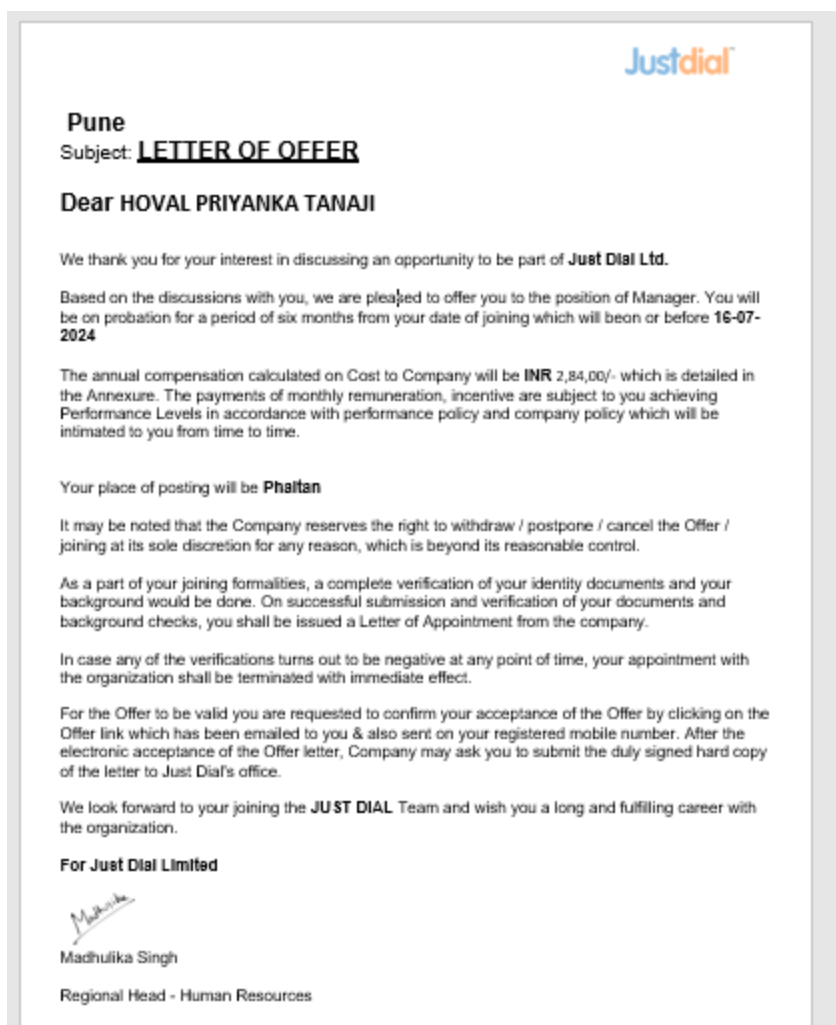 Justdial
Pune
Subject: LETTER OF OFFER
Dear HOVAL PRIYANKA TANAJI
We thank you for your interest in discussing an opportunity to be part of Just Dial Ltd.
Based on the discussions with you, we are pleased to offer you to the position of Manager. You will
be on probation for a period of six months from your date of joining which will beon or before 16-07-
2024
The annual compensation calculated on Cost to Company will be INR 2,84,00/- which is detailed in
the Annexure. The payments of monthly remuneration, incentive are subject to you achieving
Performance Levels in accordance with performance policy and company policy which will be
intimated to you from time to time.
Your place of posting will be Phaltan
It may be noted that the Company reserves the right to withdraw / postpone / cancel the Offer /
joining at its sole discretion for any reason, which is beyond its reasonable control.
As a part of your joining formalities, a complete verification of your identity documents and your
background would be done. On successful submission and verification of your documents and
background checks, you shall be issued a Letter of Appointment from the company.
In case any of the verifications turns out to be negative at any point of time, your appointment with
the organization shall be terminated with immediate effect.
For the Offer to be valid you are requested to confirm your acceptance of the Offer by clicking on the
Offer link which has been emailed to you & also sent on your registered mobile number. After the
electronic acceptance of the Offer letter, Company may ask you to submit the duly signed hard copy
of the letter to Just Dial's office.
We look forward to your joining the JUST DIAL Team and wish you a long and fulfilling career with
the organization.
For Just Dial Limited
Madhulika
Madhulika Singh
Regional Head - Human Resources